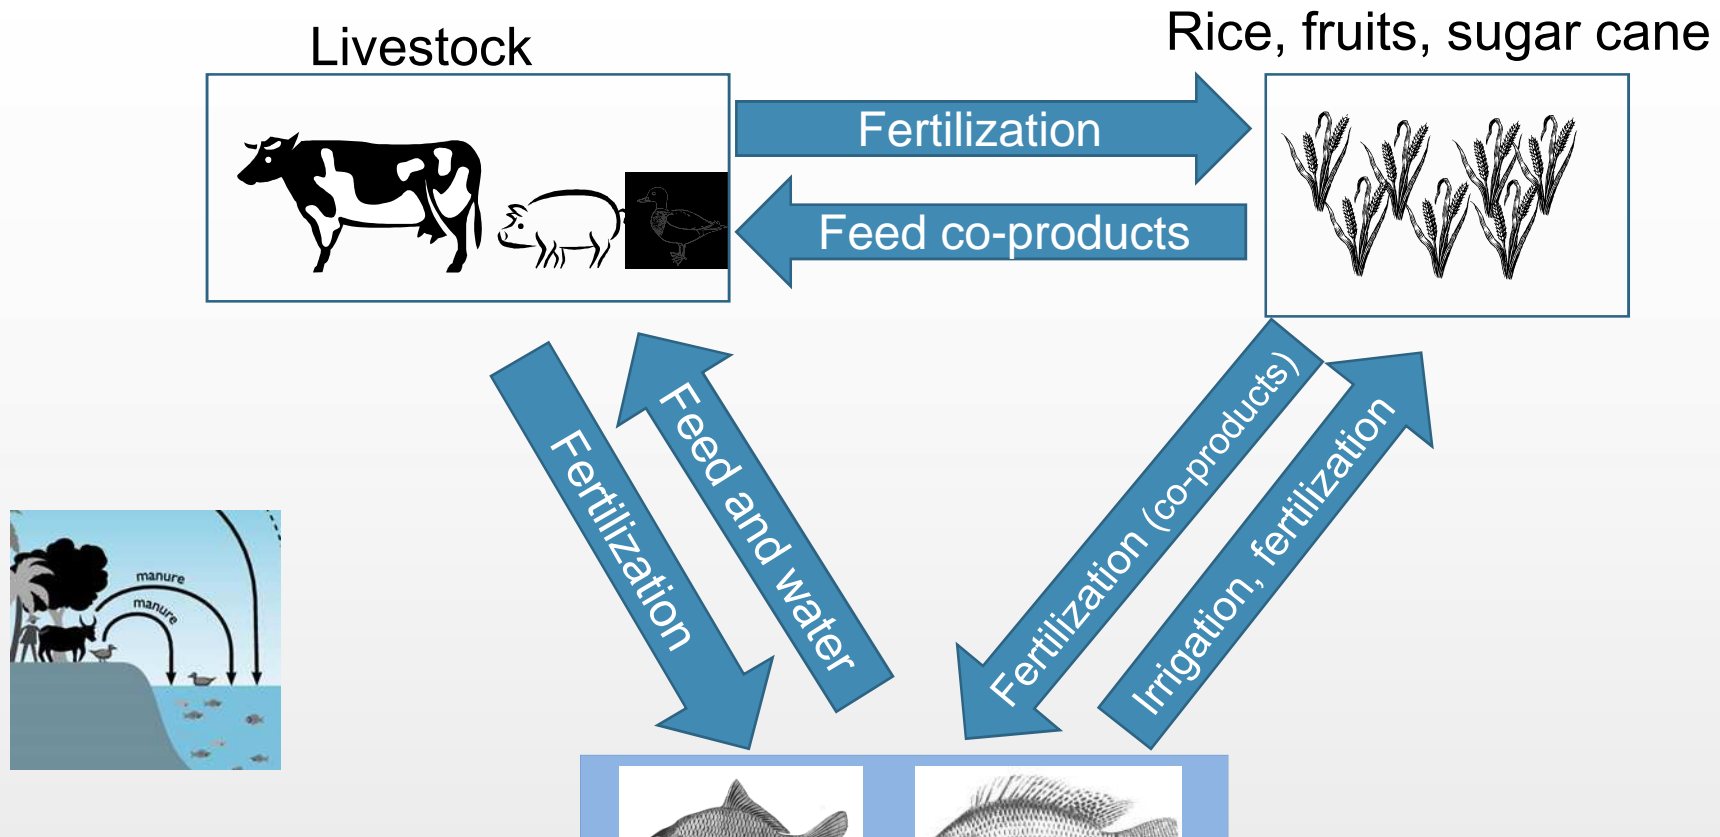 Livestock
Rice, fruits, sugar cane
Fertilization
Feed co-products
Fertilization
Feed and water
Fertilization (co-products)
Irrigation, fertilization
manure
manure